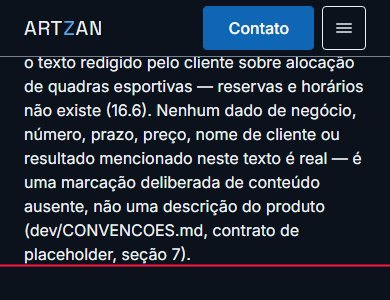 ARTZAN
Contato
o texto redigido pelo cliente sobre alocação
de quadras esportivas — reservas e horários
não existe (16.6). Nenhum dado de negócio,
número, prazo, preço, nome de cliente ou
resultado mencionado neste texto é real — é
uma marcação deliberada de conteúdo
ausente, não uma descrição do produto
(dev/CONVENCOES.md, contrato de
placeholder, seção 7).